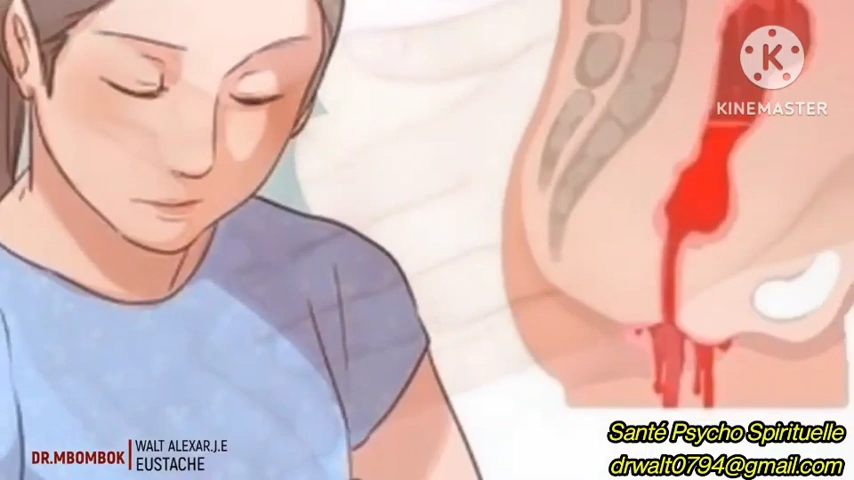 KINEMASTER
DR.MBOMBOK
WALT ALEXAR.J.E
EUSTACHE
Santé Psycho Spirituelle
drwalt0794@gmail.com